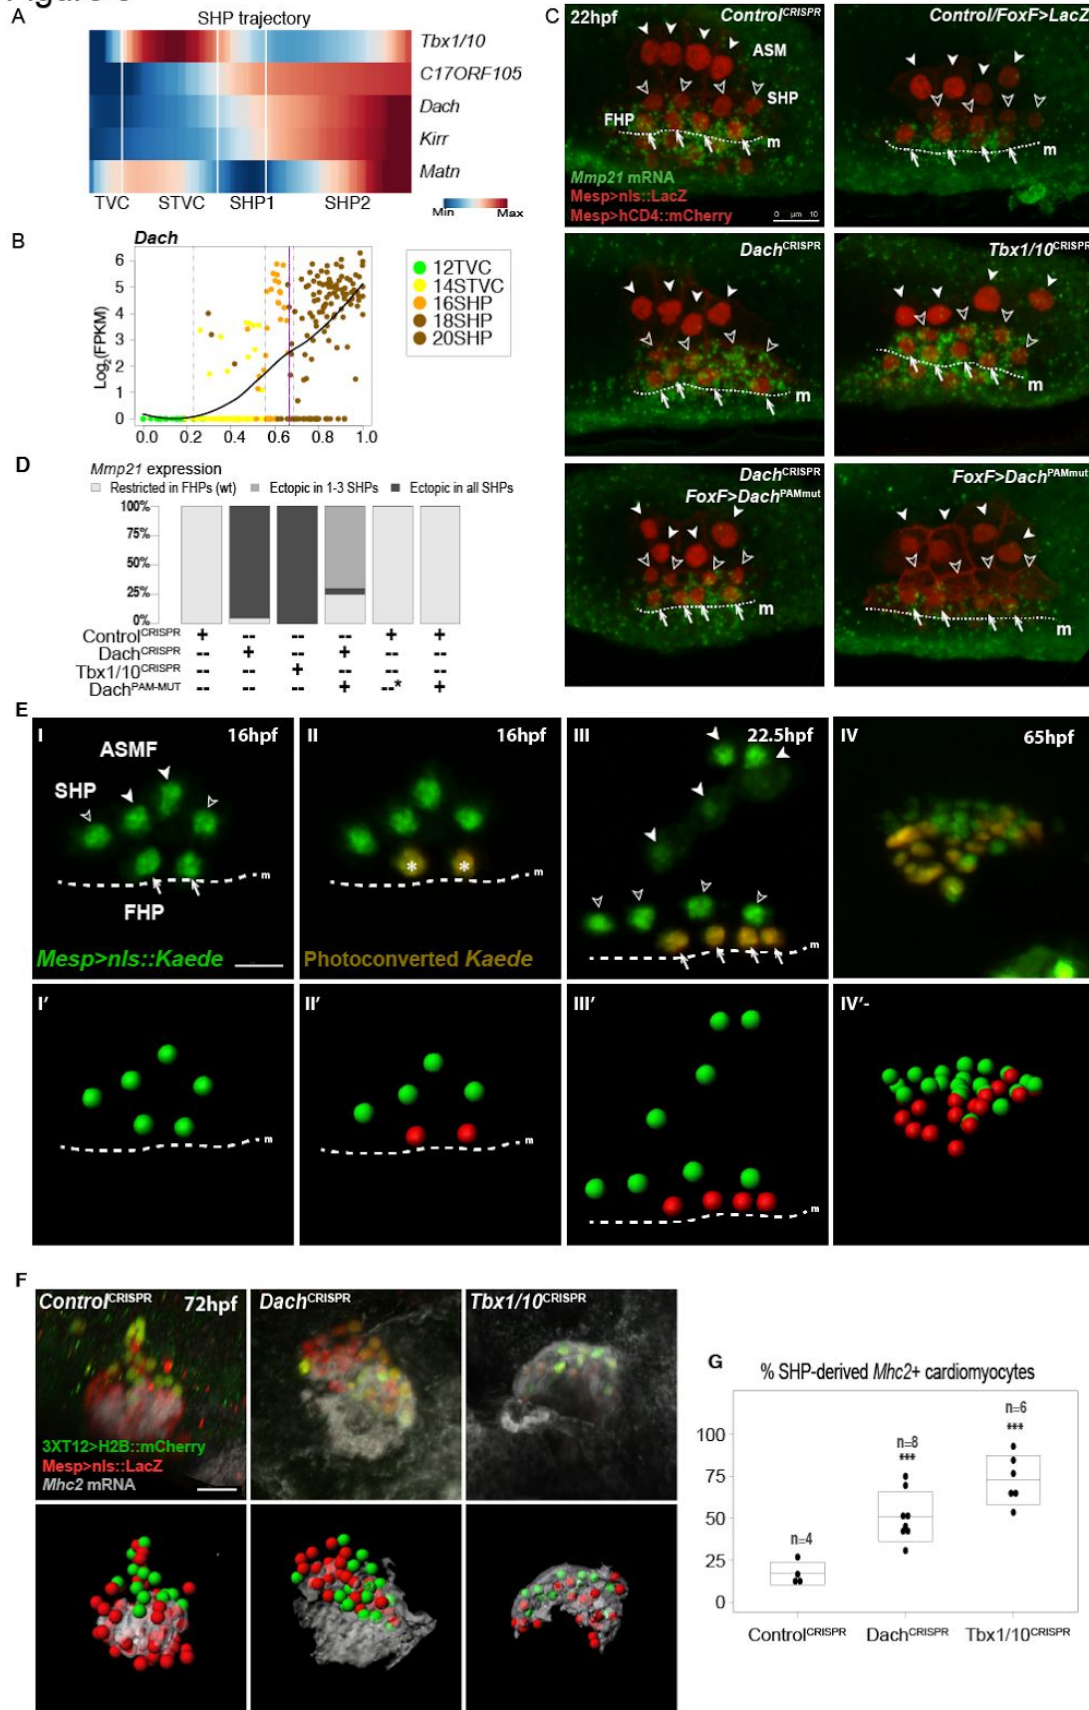 A
SHP trajectory
Tbx1/10
C17ORF105
Dach
Kirr
Matn
TVC STVC SHP1 SHP2
Min Max
B
Dach
Log2(FPKM)
6
5
4
3
2
1
0
0.0 0.2 0.4 0.6 0.8 1.0
12TVC
14STVC
16SHP
18SHP
20SHP
C
22hpf ControlCRISPR
ASM
SHP
FHP
m
Mmp21 mRNA
Mesp>nls::LacZ
Mesp>hCD4::mCherry
0 µm 10
Control/FoxF>LacZ
m
DachCRISPR
m
Tbx1/10CRISPR
m
DachCRISPR
FoxF>DachPAMmut
m
FoxF>DachPAMmut
m
D
Mmp21 expression
Restricted in FHPs (wt) Ectopic in 1-3 SHPs Ectopic in all SHPs
100%
75%
50%
25%
0%
ControlCRISPR + -- -- -- + +
DachCRISPR -- + -- + -- --
Tbx1/10CRISPR -- -- + -- -- --
DachPAM-MUT -- -- -- + --* +
E
I 16hpf
ASMF
SHP
m
FHP
Mesp>nls::Kaede
II 16hpf
* *
m
Photoconverted Kaede
III 22.5hpf
m
IV 65hpf
I'
m
II'
m
III'
m
IV'-
F
ControlCRISPR 72hpf
3XT12>H2B::mCherry
Mesp>nls::LacZ
Mhc2 mRNA
DachCRISPR
Tbx1/10CRISPR
G
% SHP-derived Mhc2+ cardiomyocytes
100
75
50
25
0
n=4
n=8
***
n=6
***
ControlCRISPR DachCRISPR Tbx1/10CRISPR